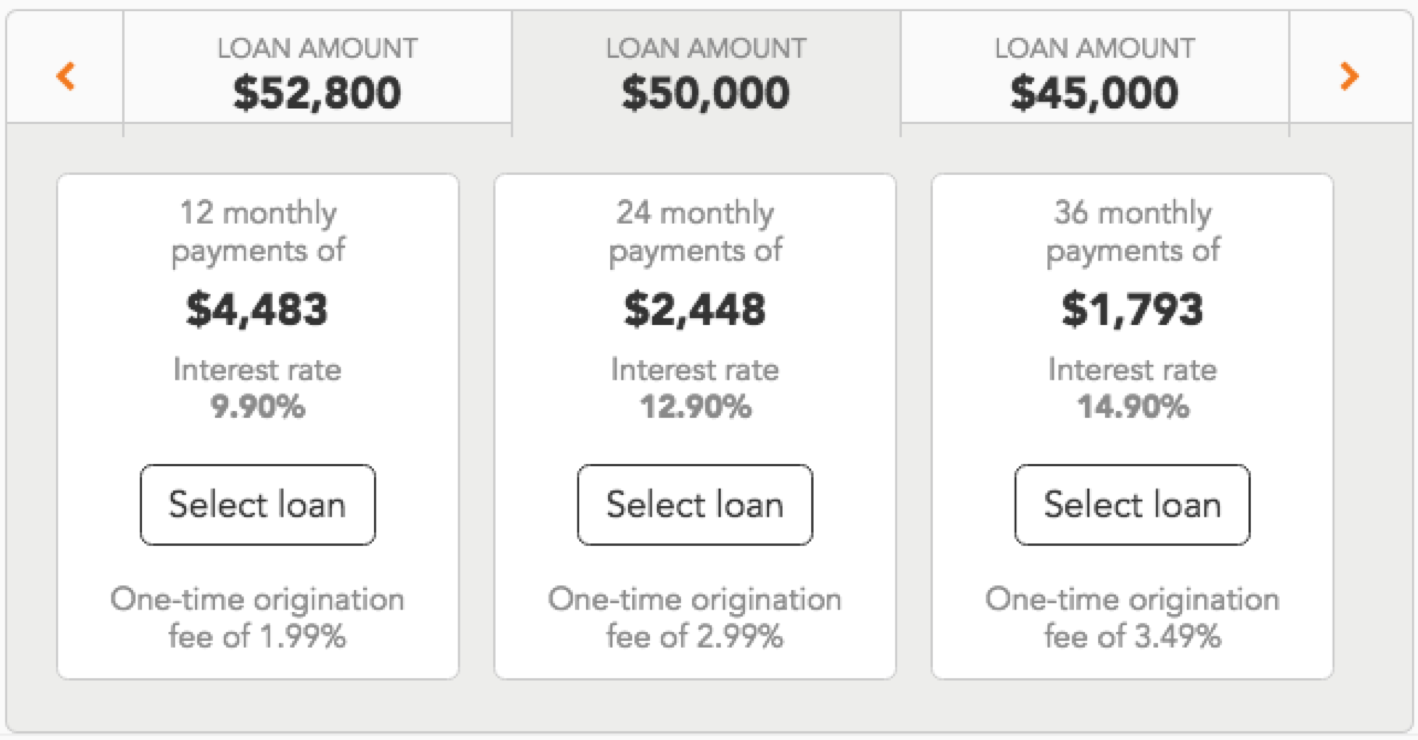 LOAN AMOUNT
$52,800
LOAN AMOUNT
$50,000
LOAN AMOUNT
$45,000
12 monthly
payments of
$4,483
Interest rate
9.90%
Select loan
One-time origination
fee of 1.99%
24 monthly
payments of
$2,448
Interest rate
12.90%
Select loan
One-time origination
fee of 2.99%
36 monthly
payments of
$1,793
Interest rate
14.90%
Select loan
One-time origination
fee of 3.49%